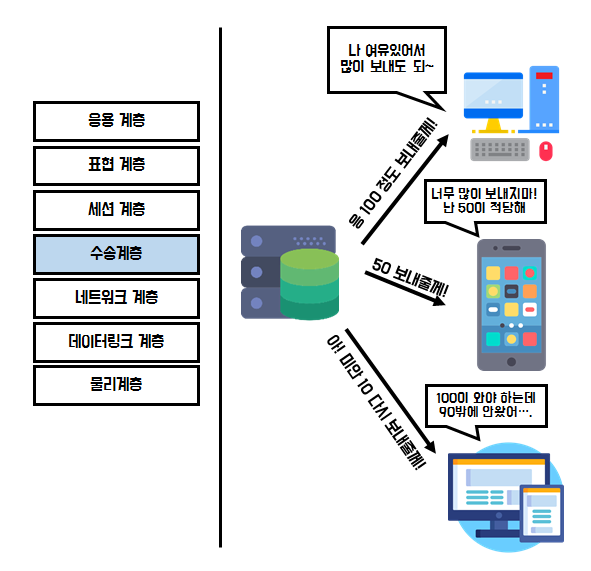 응용 계층
표현 계층
세션 계층
수송계층
네트워크 계층
데이터링크 계층
물리계층
나 여유있어서
많이 보내도 되~
응 100 정도 보내줄께!
너무 많이 보내지마!
난 50이 적당해
50 보내줄께!
100이 와야 하는데
90밖에 안왔어….
아! 미안 10 다시 보내줄께!